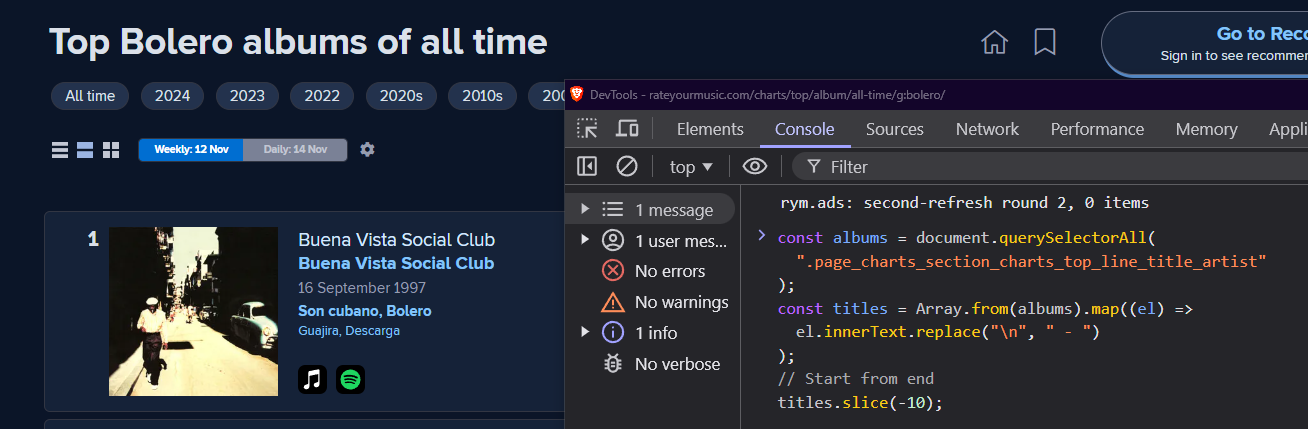 Top Bolero albums of all time
Go to Reco
Sign in to see recommer
All time 2024 2023 2022 2020s 2010s 200
Weekly: 12 Nov Daily: 14 Nov
1
Buena Vista Social Club
Buena Vista Social Club
16 September 1997
Son cubano, Bolero
Guajira, Descarga
DevTools - rateyourmusic.com/charts/top/album/all-time/g:bolero/
Elements Console Sources Network Performance Memory Appli
top Filter
1 message
1 user mes...
No errors
No warnings
1 info
No verbose
rym.ads: second-refresh round 2, 0 items
const albums = document.querySelectorAll(
".page_charts_section_charts_top_line_title_artist"
);
const titles = Array.from(albums).map((el) =>
el.innerText.replace("\n", " - ")
);
// Start from end
titles.slice(-10);